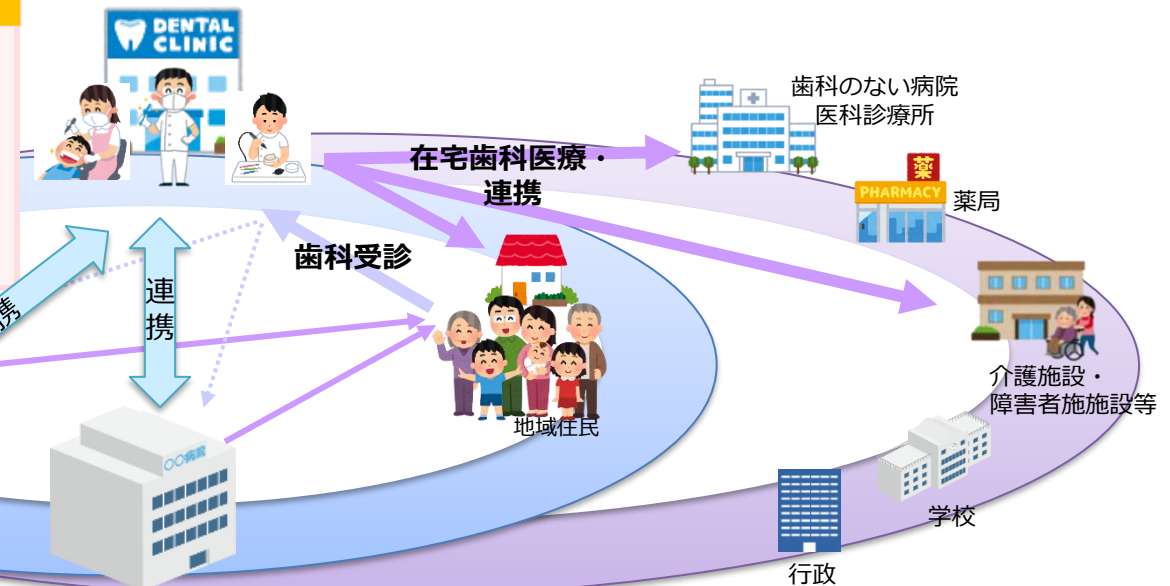 DENTAL
CLINIC
歯科のない病院
医科診療所
在宅歯科医療・
連携
薬
PHARMACY
薬局
歯科受診
連
携
携
介護施設・
障害者施施設等
地域住民
〇〇病院
学校
行政